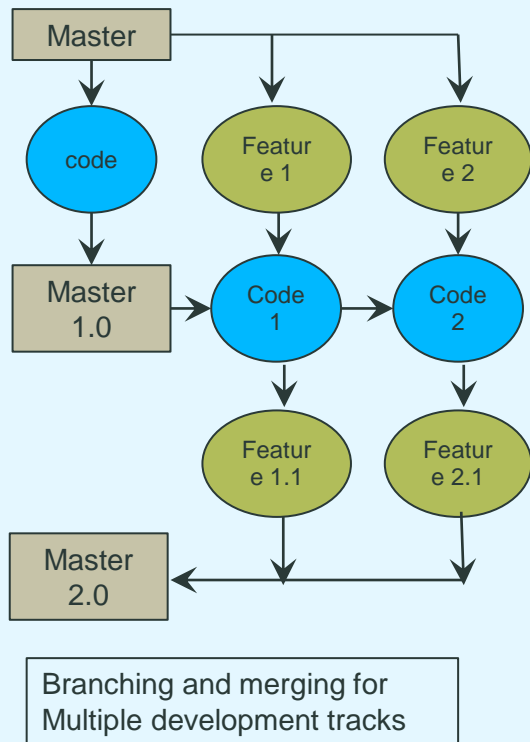 Master
code
Featur
e 1
Featur
e 2
Master
1.0
Code
1
Code
2
Featur
e 1.1
Featur
e 2.1
Master
2.0
Branching and merging for
Multiple development tracks